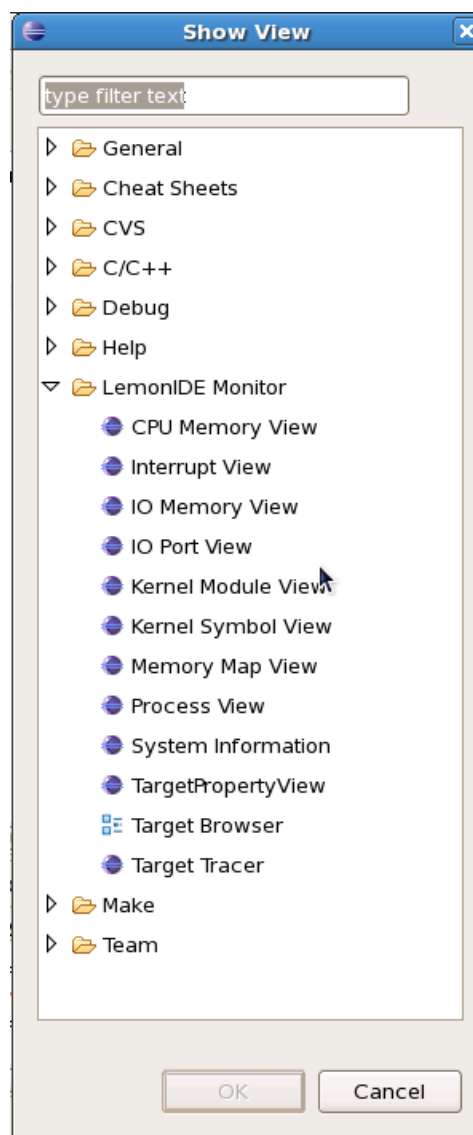 Show View
type filter text
General
Cheat Sheets
CVS
C/C++
Debug
Help
LemonIDE Monitor
CPU Memory View
Interrupt View
IO Memory View
IO Port View
Kernel Module View
Kernel Symbol View
Memory Map View
Process View
System Information
TargetPropertyView
Target Browser
Target Tracer
Make
Team
OK Cancel